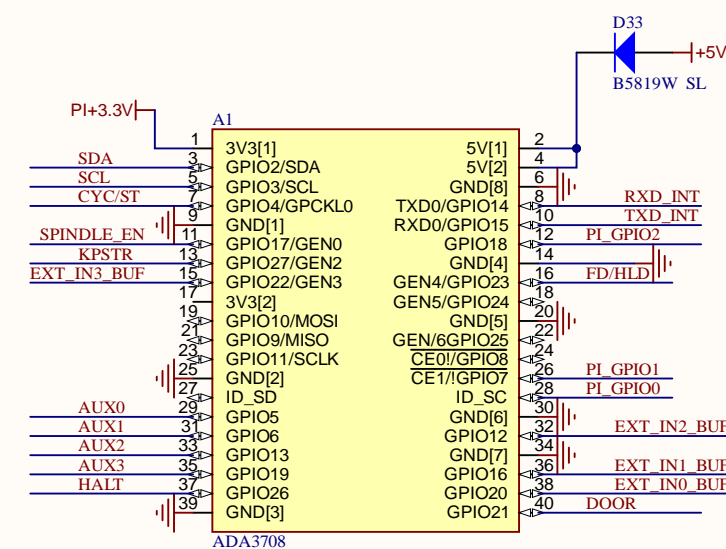 D33
+5V
B5819W SL
PI+3.3V
A1
1 3V3[1] 5V[1] 2
SDA 3 GPIO2/SDA 5V[2] 4
SCL 5 GPIO3/SCL GND[8] 6
CYC/ST 7 GPIO4/GPCKL0 TXD0/GPIO14 8 RXD_INT
9 GND[1] RXD0/GPIO15 10 TXD_INT
SPINDLE_EN 11 GPIO17/GEN0 GPIO18 12 PI_GPIO2
KPSTR 13 GPIO27/GEN2 GND[4] 14
EXT_IN3_BUF 15 GPIO22/GEN3 GEN4/GPIO23 16 FD/HLD
17 3V3[2] GEN5/GPIO24 18
19 GPIO10/MOSI GND[5] 20
21 GPIO9/MISO GEN/6GPIO25 22
23 GPIO11/SCLK CE0!/GPIO8 24
25 GND[2] CE1/!GPIO7 26 PI_GPIO1
27 ID_SD ID_SC 28 PI_GPIO0
AUX0 29 GPIO5 GND[6] 30
AUX1 31 GPIO6 GPIO12 32 EXT_IN2_BUF
AUX2 33 GPIO13 GND[7] 34
AUX3 35 GPIO19 GPIO16 36 EXT_IN1_BUF
HALT 37 GPIO26 GPIO20 38 EXT_IN0_BUF
39 GND[3] GPIO21 40 DOOR
ADA3708